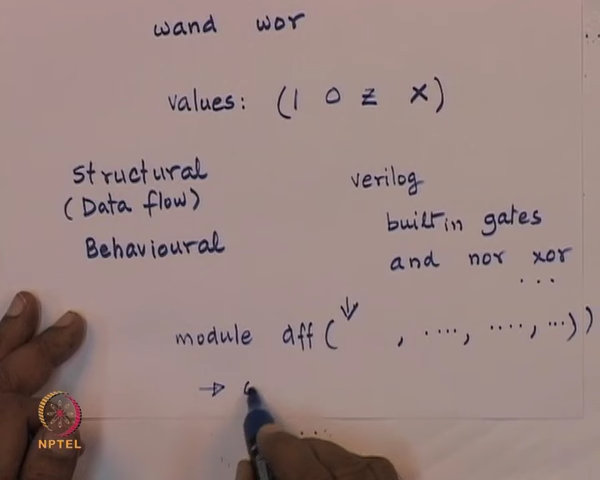 wand wor
values: (1 0 z x)
structural
(Data flow)
Behavioural
verilog
built in gates
and nor xor
...
module dff( , ....., ....., ...))
→
NPTEL